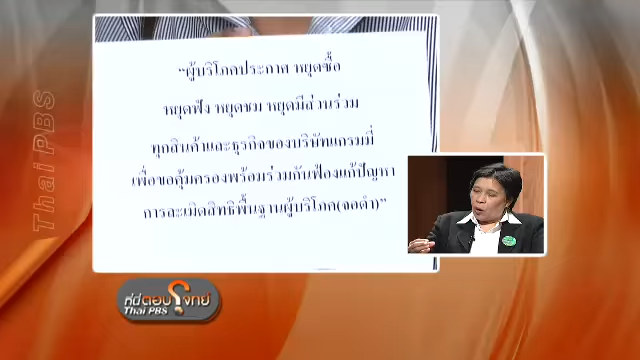 "ผู้บริโภคประกาศ หยุดซื้อ
หยุดฟัง หยุดชม หยุดมีส่วนร่วม
ทุกสินค้าและธุรกิจของบริษัทแกรมมี่
เพื่อขอคุ้มครองพร้อมร่วมกันฟ้องแก้ปัญหา
การละเมิดสิทธิพื้นฐานผู้บริโภค(จอดำ)"
Thai PBS
ที่นี่ตอบโจทย์
Thai PBS